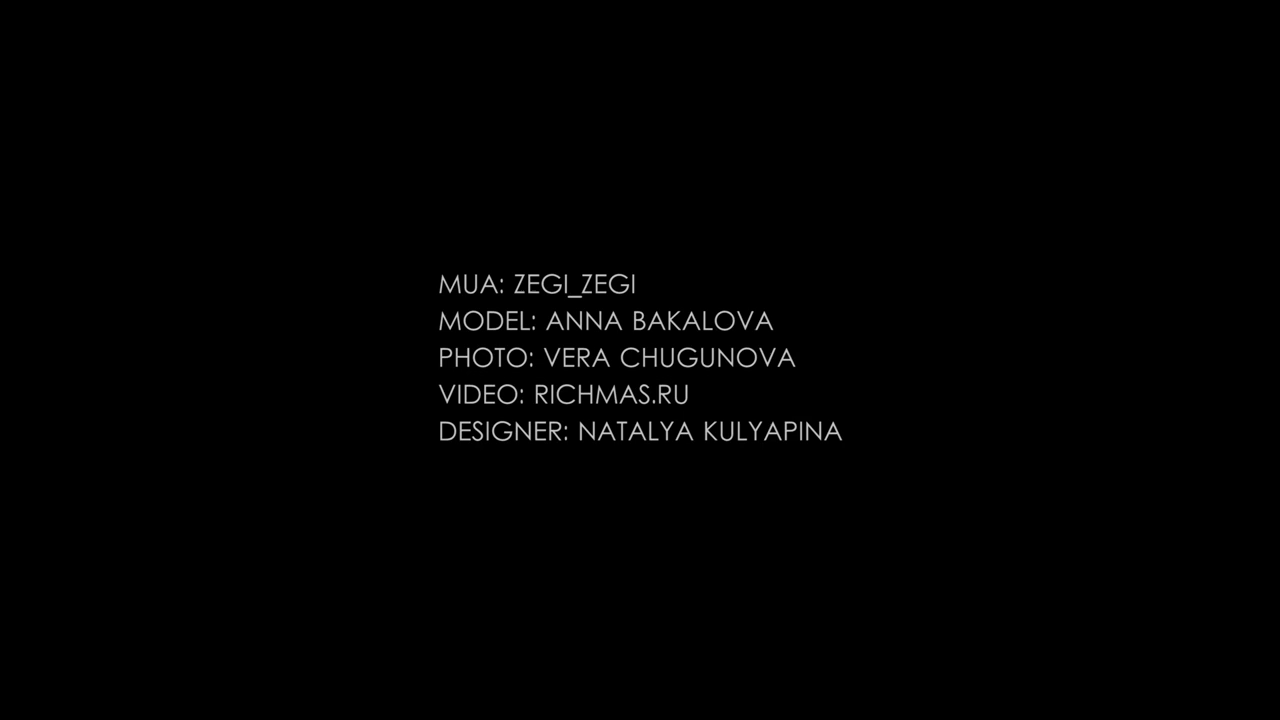 MUA: ZEGI_ZEGI
MODEL: ANNA BAKALOVA
PHOTO: VERA CHUGUNOVA
VIDEO: RICHMAS.RU
DESIGNER: NATALYA KULYAPINA